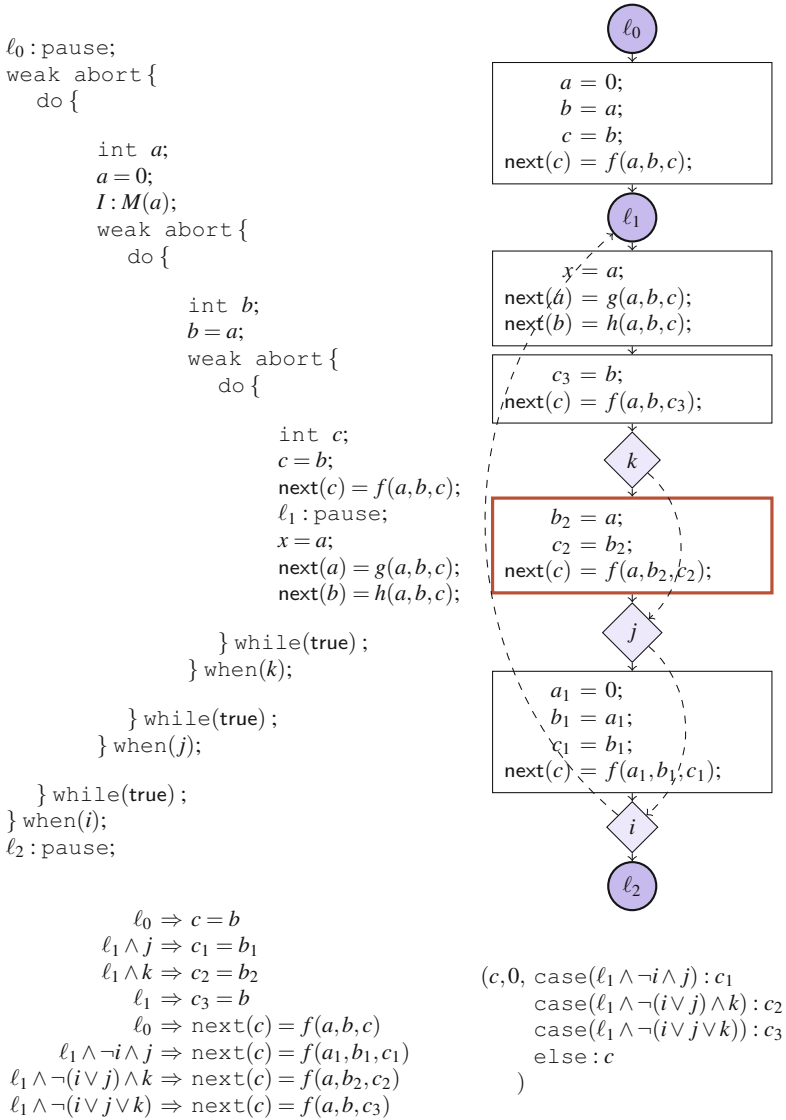 ℓ0 : pause;
weak abort {
do {
int a;
a = 0;
I : M(a);
weak abort {
do {
int b;
b = a;
weak abort {
do {
int c;
c = b;
next(c) = f(a,b,c);
ℓ1 : pause;
x = a;
next(a) = g(a,b,c);
next(b) = h(a,b,c);
} while(true) ;
} when(k);
} while(true) ;
} when(j);
} while(true) ;
} when(i);
ℓ2 : pause;
ℓ0
a = 0;
b = a;
c = b;
next(c) = f(a,b,c);
ℓ1
x = a;
next(a) = g(a,b,c);
next(b) = h(a,b,c);
c3 = b;
next(c) = f(a,b,c3);
k
b2 = a;
c2 = b2;
next(c) = f(a,b2,c2);
j
a1 = 0;
b1 = a1;
c1 = b1;
next(c) = f(a1,b1,c1);
i
ℓ2
ℓ0 ⇒ c = b
ℓ1 ∧ j ⇒ c1 = b1
ℓ1 ∧ k ⇒ c2 = b2
ℓ1 ⇒ c3 = b
ℓ0 ⇒ next(c) = f(a,b,c)
ℓ1 ∧ ¬i ∧ j ⇒ next(c) = f(a1,b1,c1)
ℓ1 ∧ ¬(i ∨ j) ∧ k ⇒ next(c) = f(a,b2,c2)
ℓ1 ∧ ¬(i ∨ j ∨ k) ⇒ next(c) = f(a,b,c3)
(c,0, case(ℓ1 ∧ ¬i ∧ j) : c1
case(ℓ1 ∧ ¬(i ∨ j) ∧ k) : c2
case(ℓ1 ∧ ¬(i ∨ j ∨ k)) : c3
else : c
)